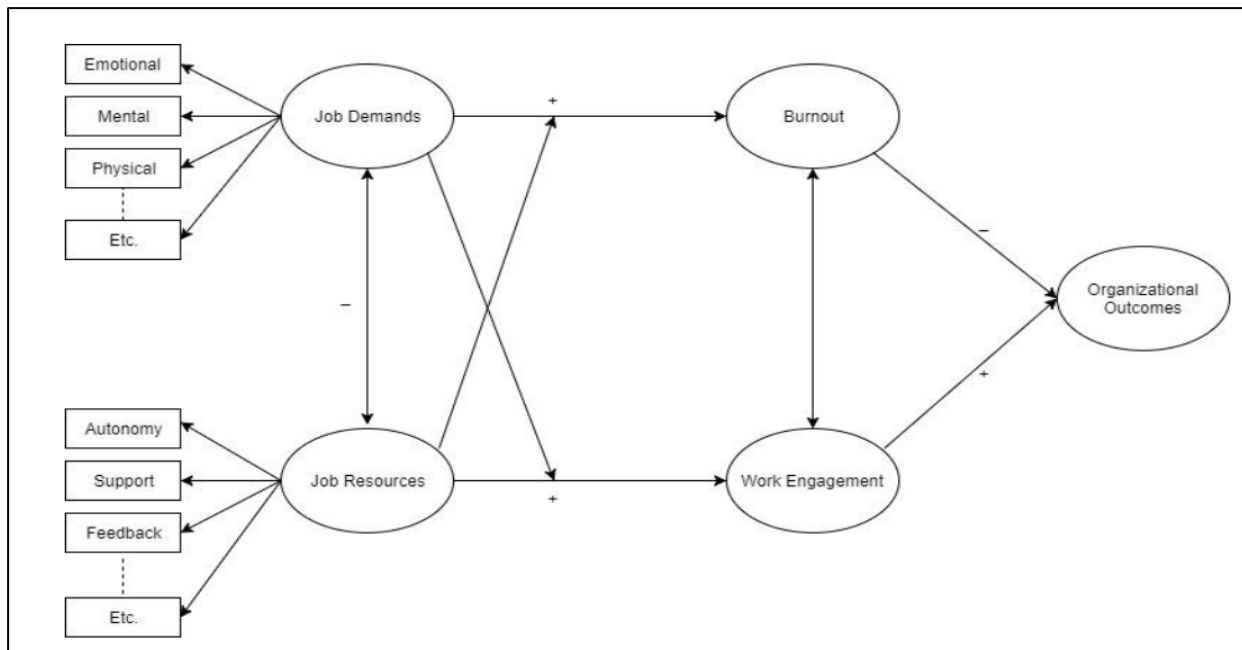 Emotional
Mental
Physical
Etc.
Job Demands
+
Burnout
–
–
Organizational
Outcomes
Autonomy
Support
Feedback
Etc.
Job Resources
+
Work Engagement
+